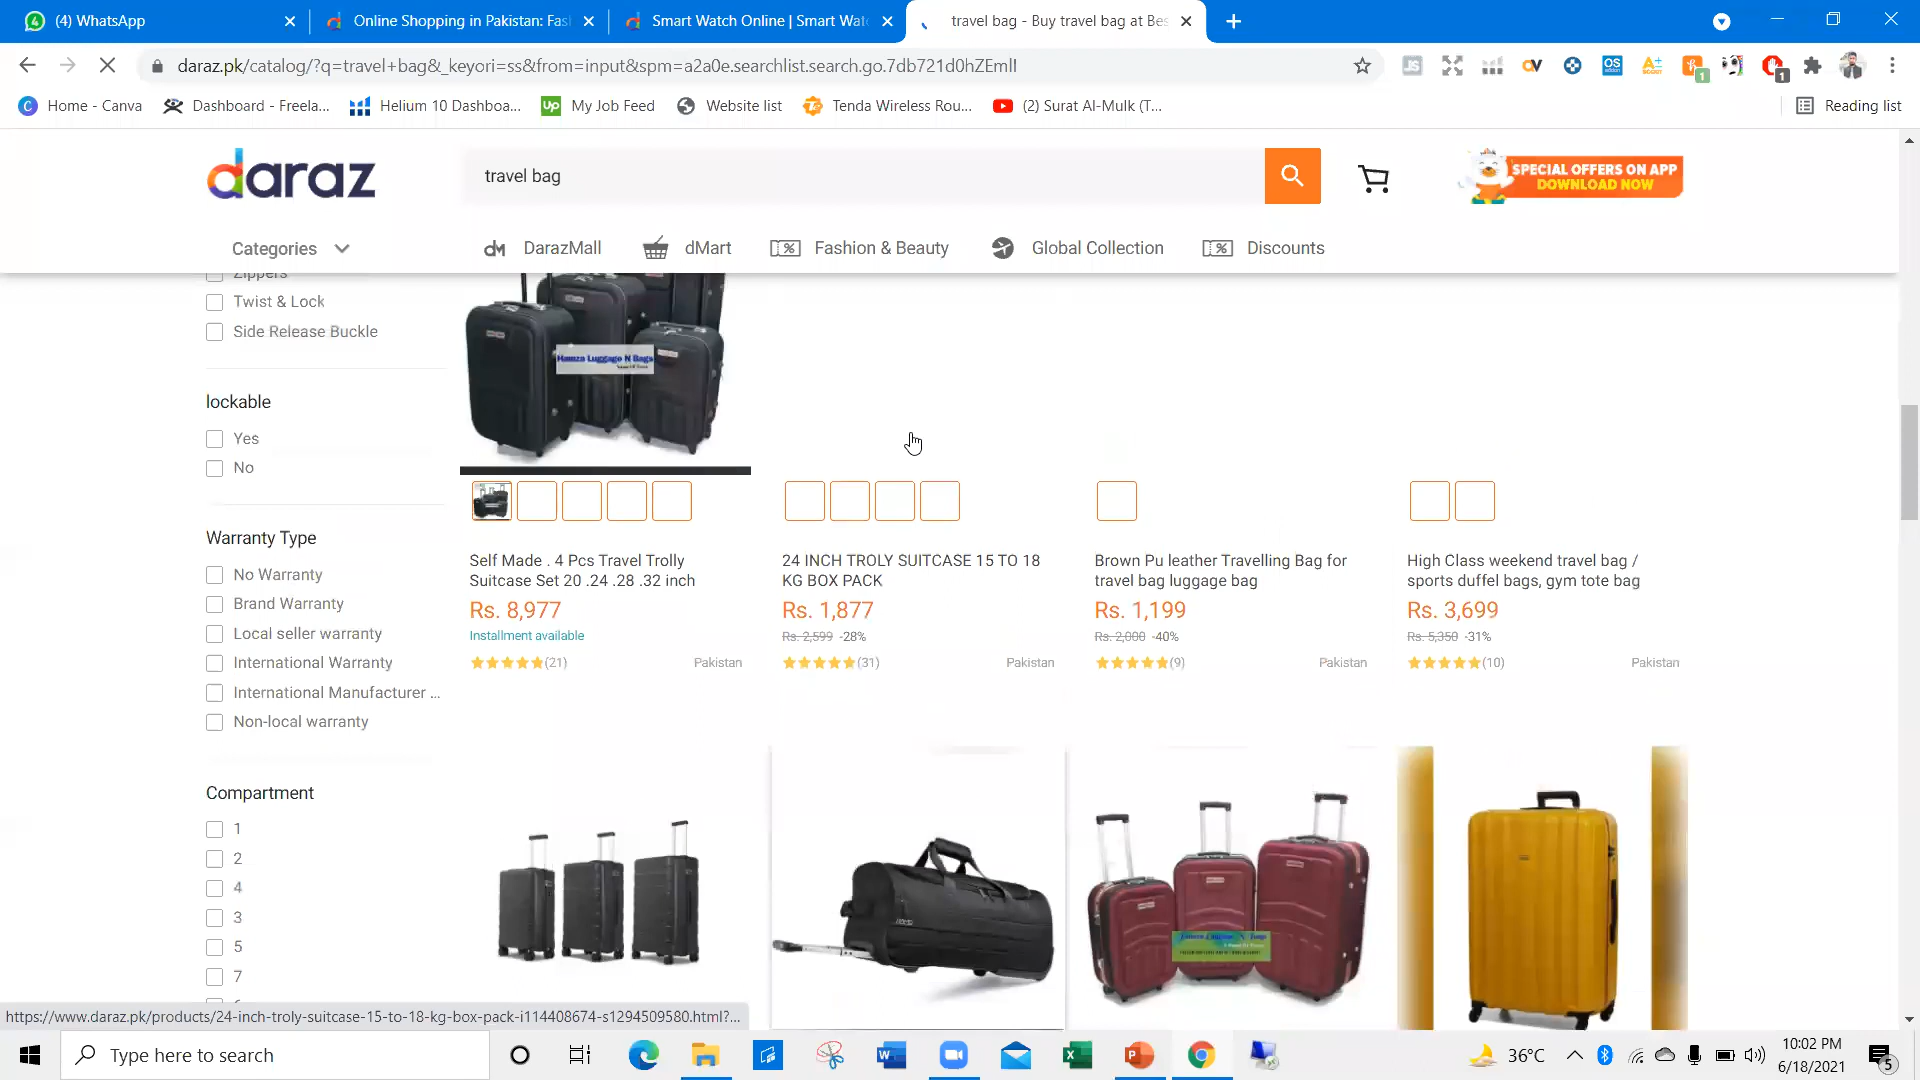 (4) WhatsApp
Online Shopping in Pakistan: Fas
Smart Watch Online | Smart Wat
travel bag - Buy travel bag at Bes
daraz.pk/catalog/?q=travel+bag&_keyori=ss&from=input&spm=a2a0e.searchlist.search.go.7db721d0hZEmlI
Home - Canva
Dashboard - Freela...
Helium 10 Dashboa...
My Job Feed
Website list
Tenda Wireless Rou...
(2) Surat Al-Mulk (T...
Reading list
daraz
travel bag
SPECIAL OFFERS ON APP
DOWNLOAD NOW
Categories
DarazMall
dMart
Fashion & Beauty
Global Collection
Discounts
Zippers
Twist & Lock
Side Release Buckle
lockable
Yes
No
Warranty Type
No Warranty
Brand Warranty
Local seller warranty
International Warranty
International Manufacturer ...
Non-local warranty
Compartment
1
2
4
3
5
7
Hamza Luggage N Bags
Self Made . 4 Pcs Travel Trolly
Suitcase Set 20 .24 .28 .32 inch
Rs. 8,977
Installment available
(21)
Pakistan
24 INCH TROLY SUITCASE 15 TO 18
KG BOX PACK
Rs. 1,877
Rs. 2,599 -28%
(31)
Pakistan
Brown Pu leather Travelling Bag for
travel bag luggage bag
Rs. 1,199
Rs. 2,000 -40%
(9)
Pakistan
High Class weekend travel bag /
sports duffel bags, gym tote bag
Rs. 3,699
Rs. 5,350 -31%
(10)
Pakistan
https://www.daraz.pk/products/24-inch-troly-suitcase-15-to-18-kg-box-pack-i114408674-s1294509580.html?...
Type here to search
36°C
10:02 PM
6/18/2021
5